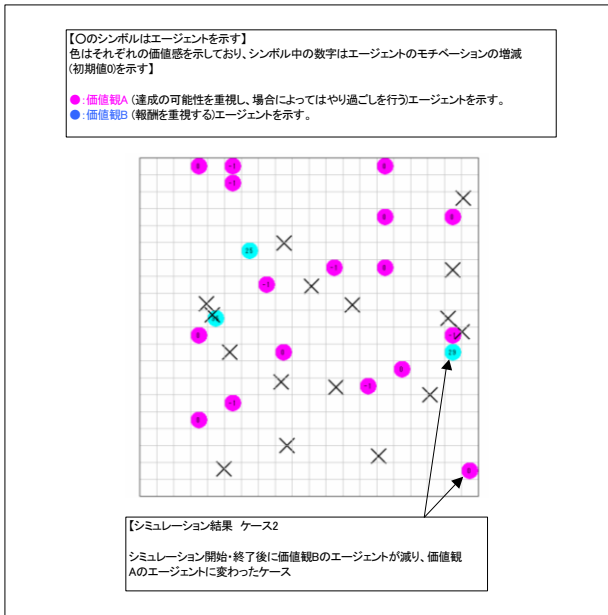 【〇のシンボルはエージェントを示す】
色はそれぞれの価値感を示しており、シンボル中の数字はエージェントのモチベーションの増減
(初期値0)を示す】
●:価値観A (達成の可能性を重視し、場合によってはやり過ごしを行う)エージェントを示す。
●:価値観B (報酬を重視する)エージェントを示す。
-1
-1
25
-1
-1
-1
29
-1
-1
【シミュレーション結果 ケース2
シミュレーション開始・終了後に価値観Bのエージェントが減り、価値観
Aのエージェントに変わったケース